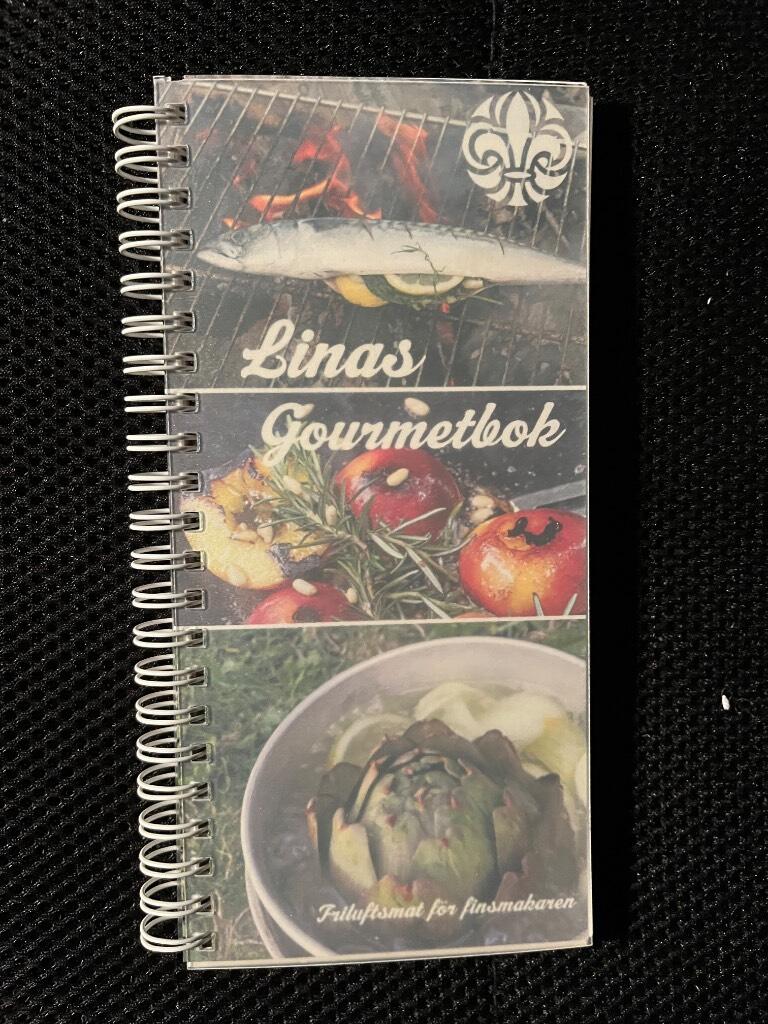 Linas
Gourmetbok
Friluftsmat för finsmakaren